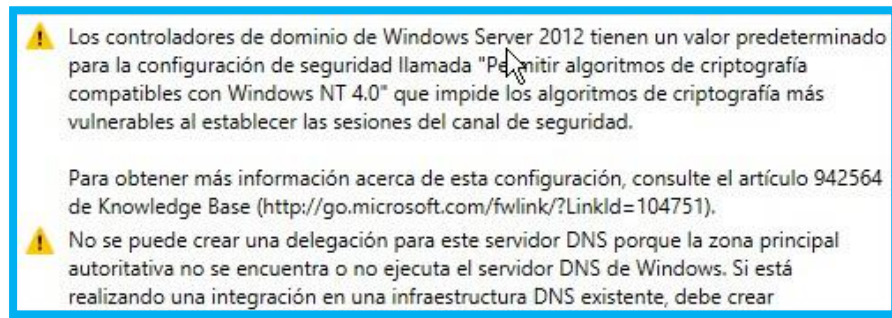 Los controladores de dominio de Windows Server 2012 tienen un valor predeterminado
para la configuración de seguridad llamada "Permitir algoritmos de criptografía
compatibles con Windows NT 4.0" que impide los algoritmos de criptografía más
vulnerables al establecer las sesiones del canal de seguridad.
Para obtener más información acerca de esta configuración, consulte el artículo 942564
de Knowledge Base (http://go.microsoft.com/fwlink/?LinkId=104751).
No se puede crear una delegación para este servidor DNS porque la zona principal
autoritativa no se encuentra o no ejecuta el servidor DNS de Windows. Si está
realizando una integración en una infraestructura DNS existente, debe crear